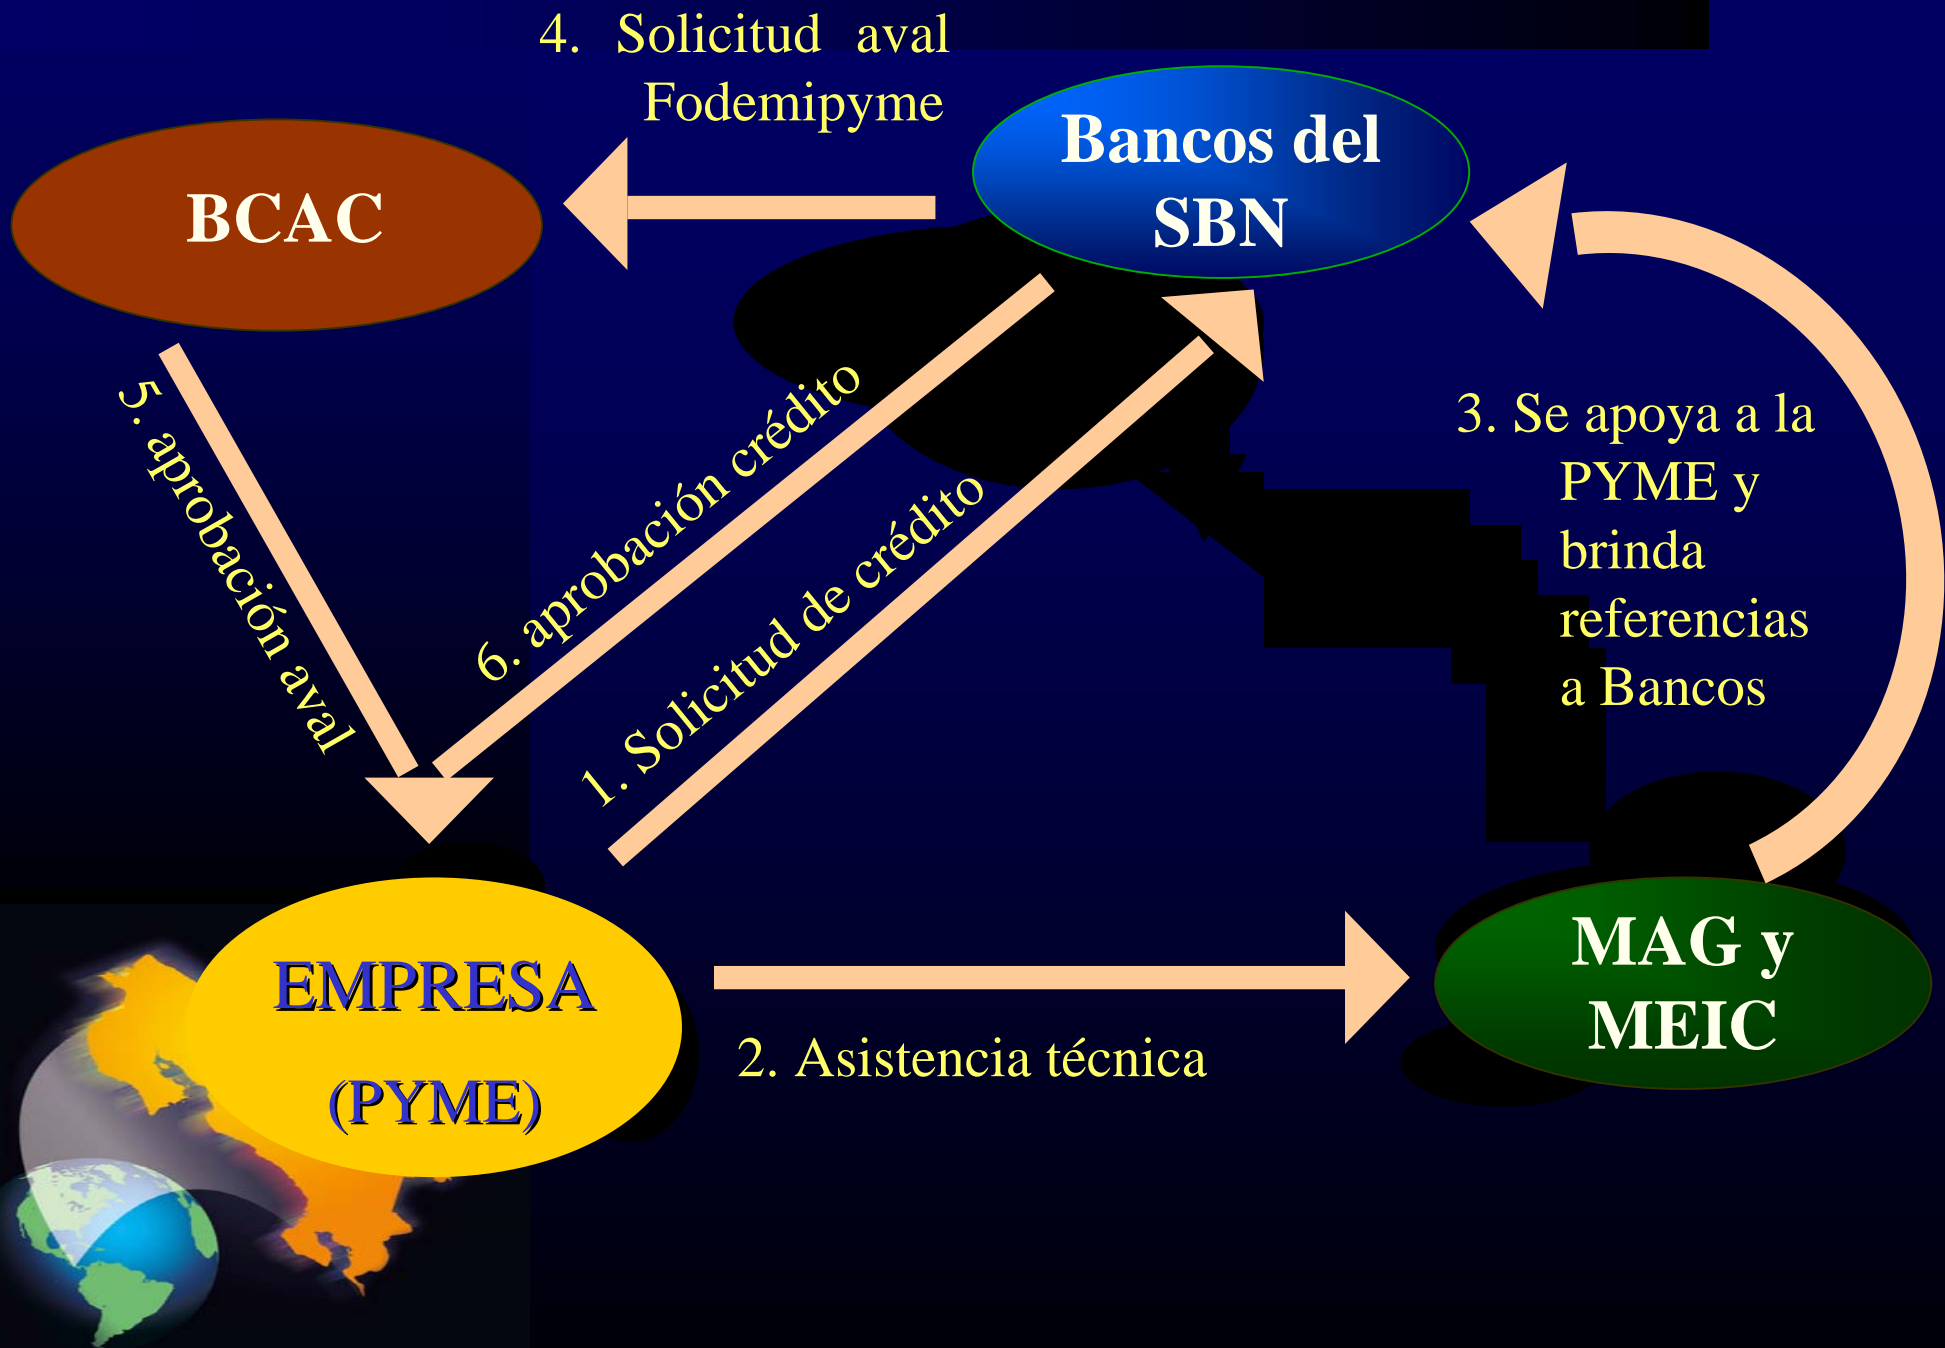 4. Solicitud aval
Fodemipyme
Bancos del
SBN
BCAC
5. aprobación aval
6. aprobación crédito
1. Solicitud de crédito
3. Se apoya a la
PYME y
brinda
referencias
a Bancos
EMPRESA
(PYME)
2. Asistencia técnica
MAG y
MEIC